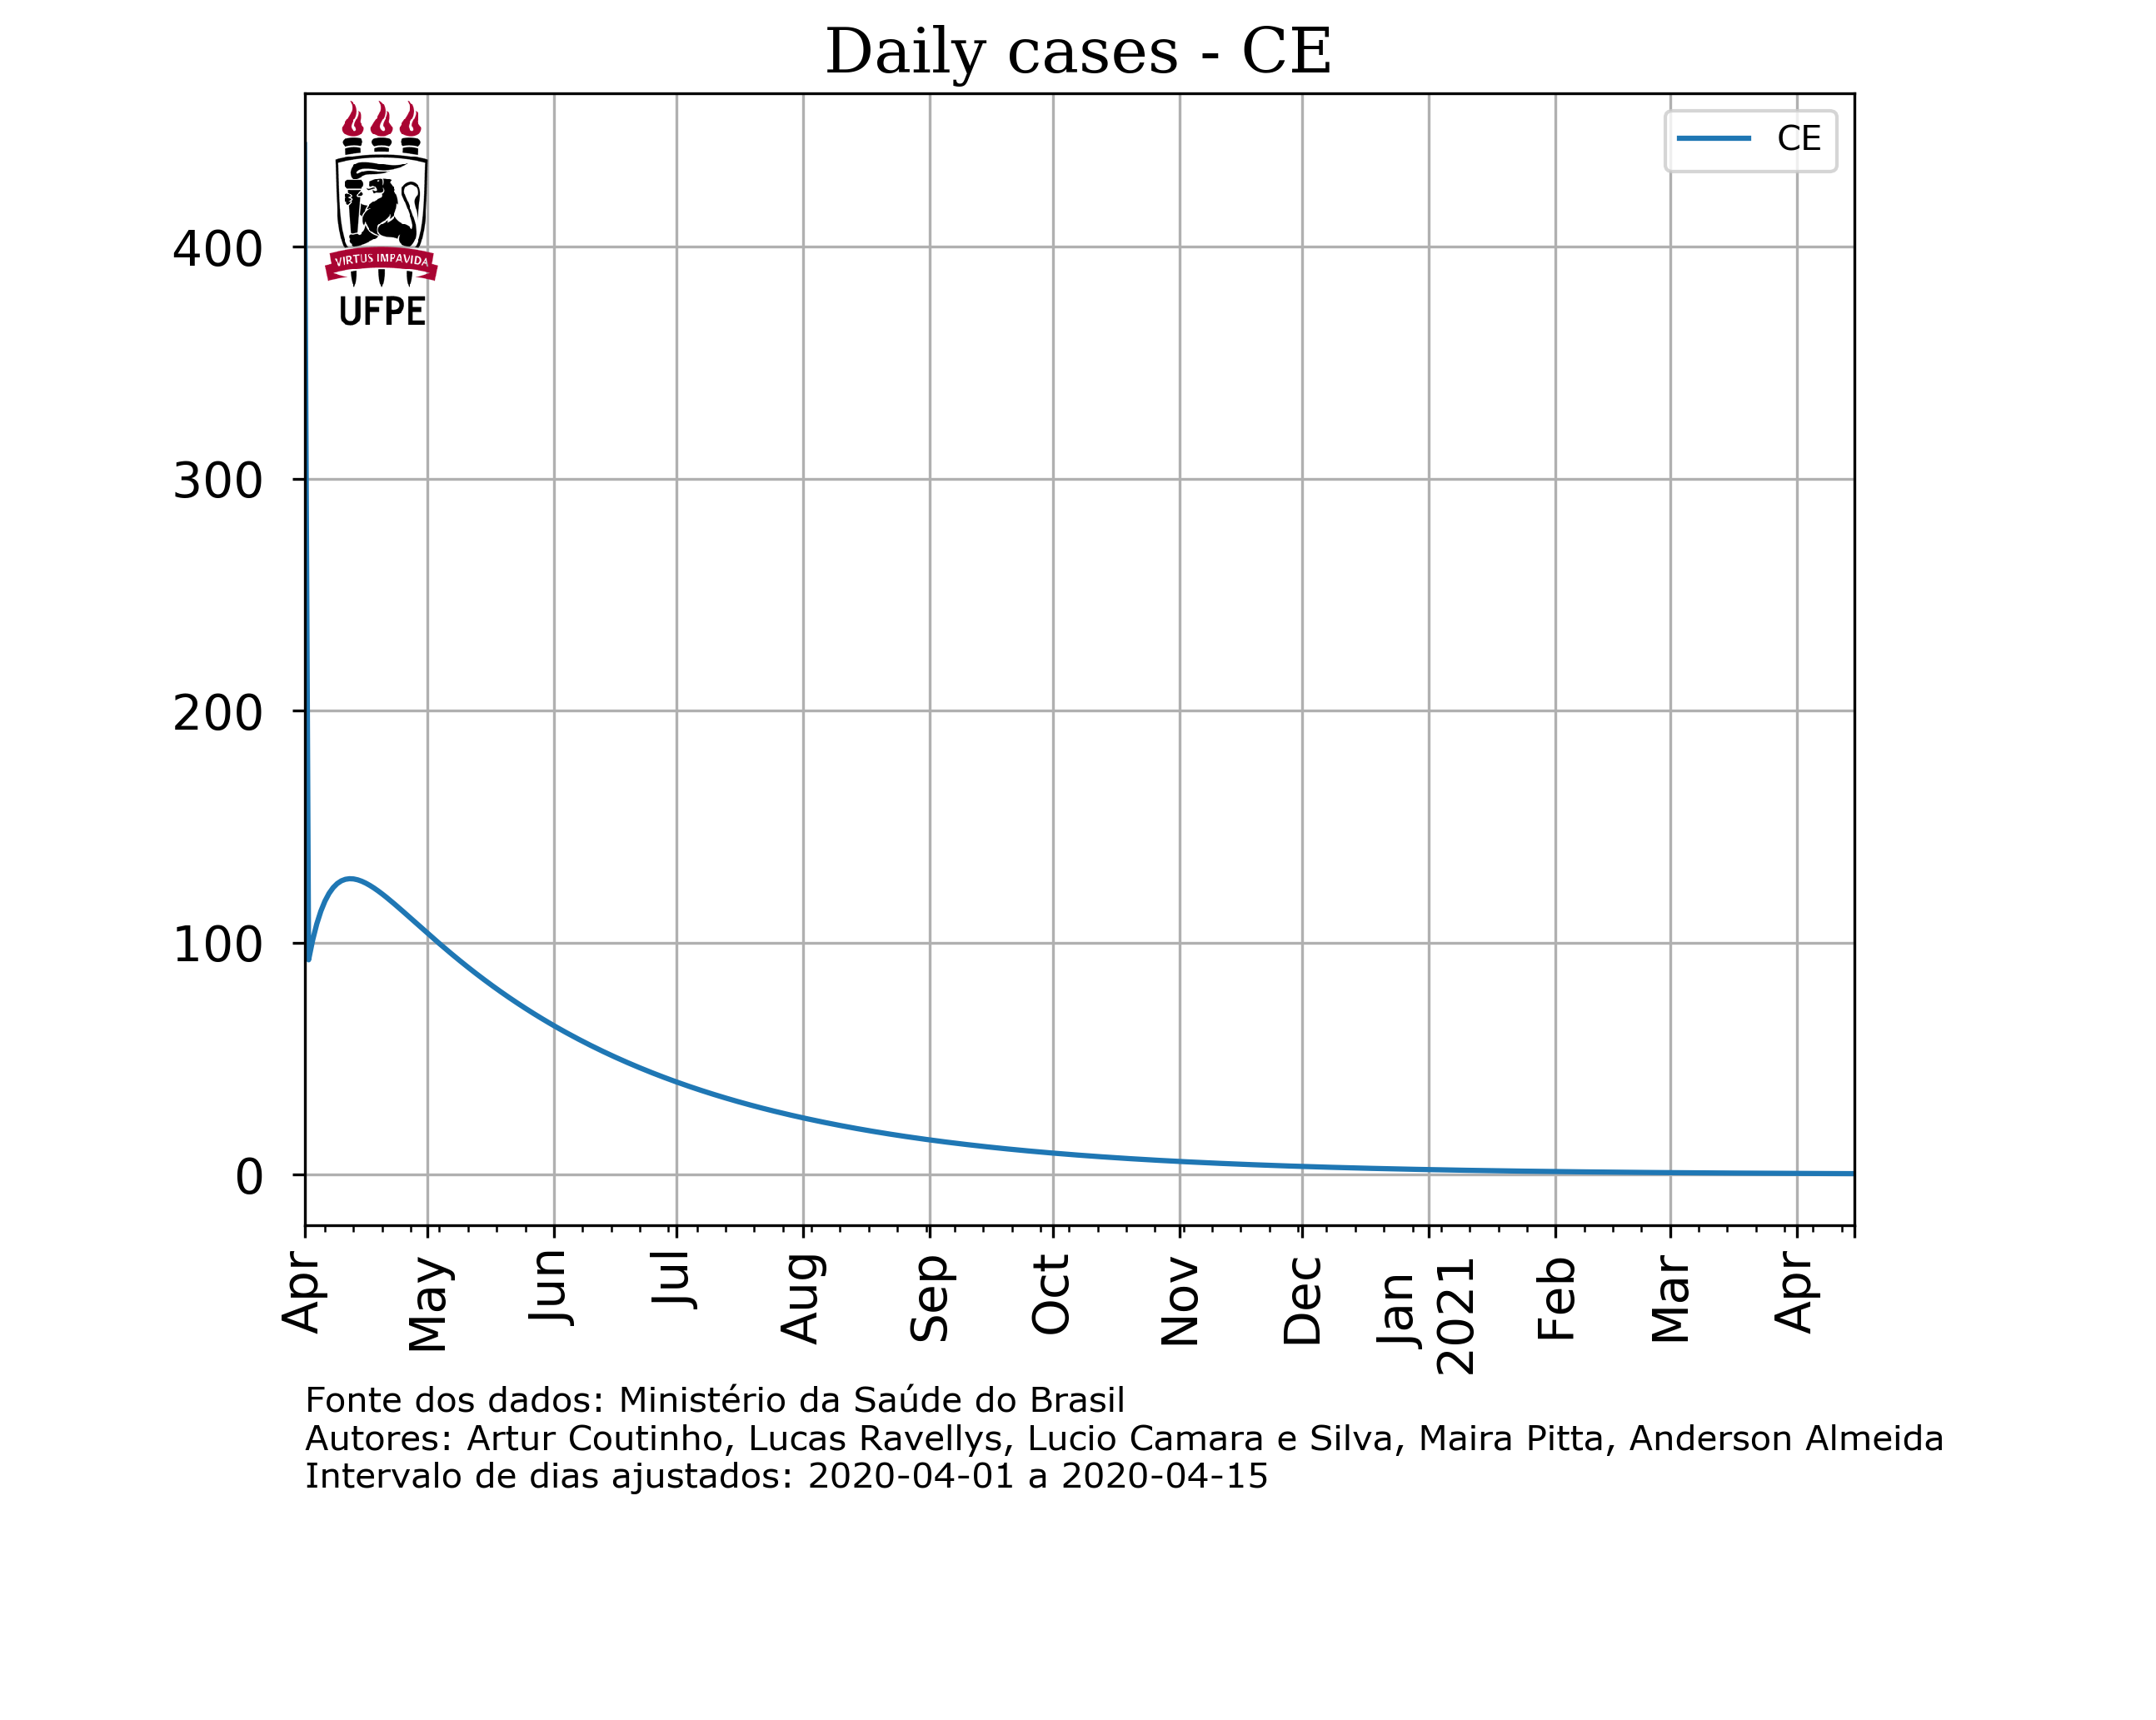 Daily cases - CE
CE
VIRTUS IMPAVIDA
UFPE
400
300
200
100
0
Apr
May
Jun
Jul
Aug
Sep
Oct
Nov
Dec
Jan
2021
Feb
Mar
Apr
Fonte dos dados: Ministério da Saúde do Brasil
Autores: Artur Coutinho, Lucas Ravellys, Lucio Camara e Silva, Maira Pitta, Anderson Almeida
Intervalo de dias ajustados: 2020-04-01 a 2020-04-15